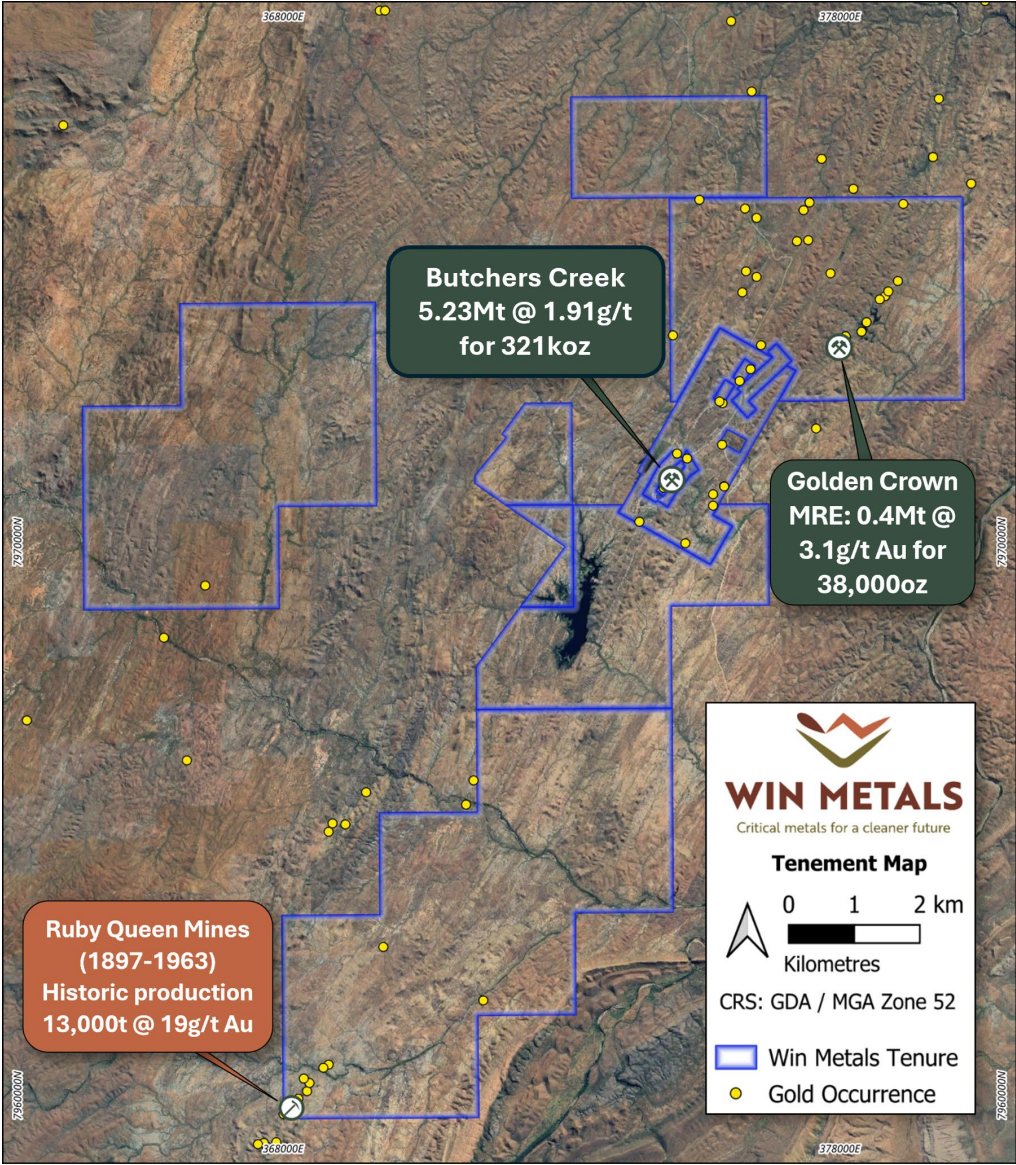 368000E
378000E
Butchers Creek
5.23Mt @ 1.91g/t
for 321koz
Golden Crown
MRE: 0.4Mt @
3.1g/t Au for
38,000oz
7970000N
7970000N
WIN METALS
Critical metals for a cleaner future
Tenement Map
0 1 2 km
Kilometres
CRS: GDA / MGA Zone 52
Win Metals Tenure
Gold Occurrence
Ruby Queen Mines
(1897-1963)
Historic production
13,000t @ 19g/t Au
7960000N
7960000N
368000E
378000E